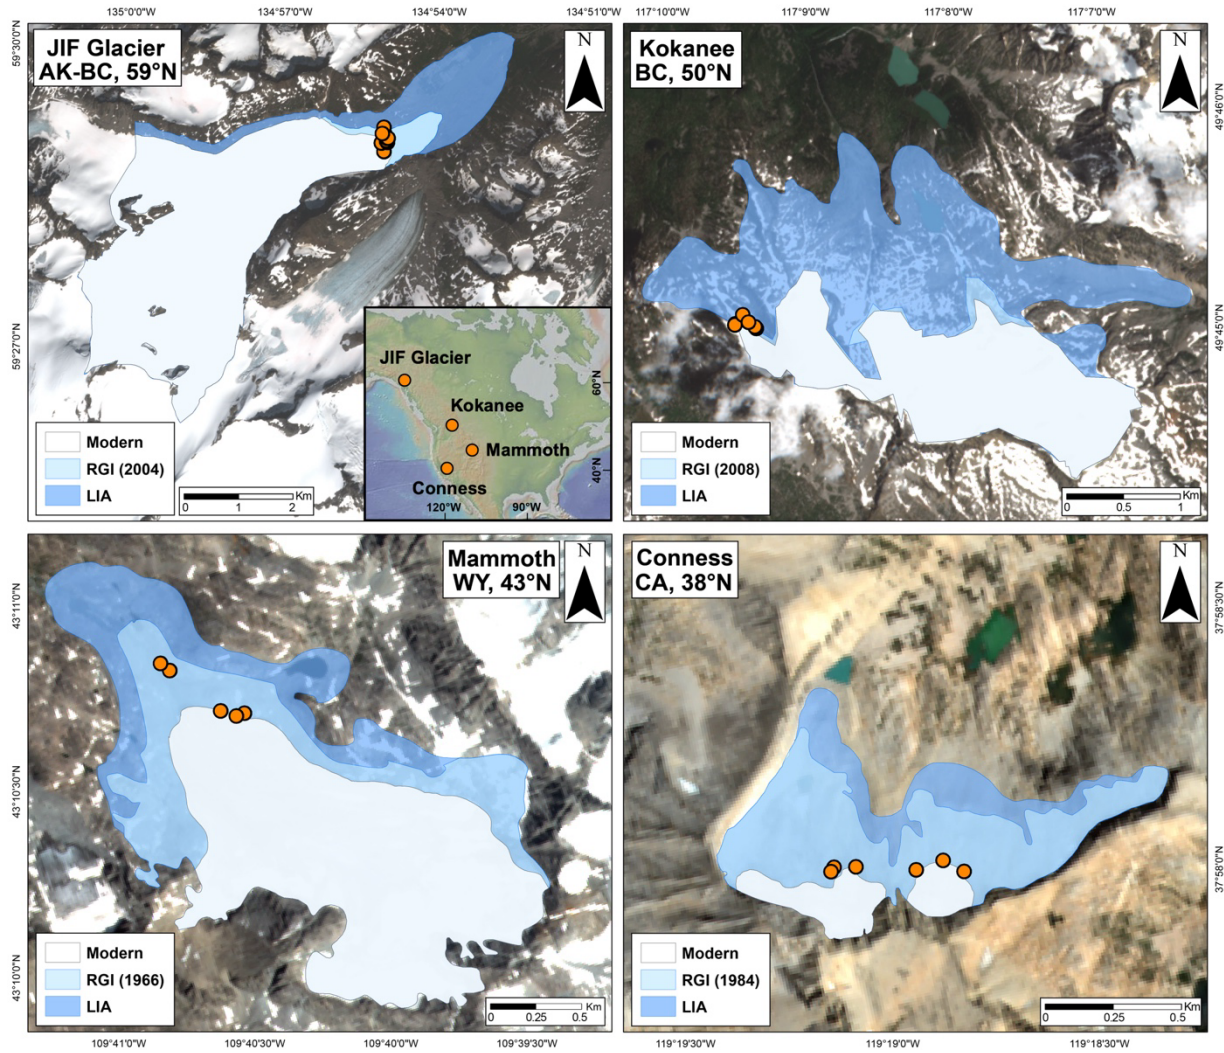 135°0'0"W
134°57'0"W
134°54'0"W
134°51'0"W
117°10'0"W
117°9'0"W
117°8'0"W
117°7'0"W
59°30'0"N
59°27'0"N
JIF Glacier
AK-BC, 59°N
N
Modern
RGI (2004)
LIA
Km
0
1
2
JIF Glacier
Kokanee
Mammoth
Conness
60°N
40°N
120°W
90°W
Kokanee
BC, 50°N
N
49°46'0"N
49°45'0"N
Modern
RGI (2008)
LIA
Km
0
0.5
1
Mammoth
WY, 43°N
N
43°11'0"N
43°10'30"N
43°10'0"N
Modern
RGI (1966)
LIA
Km
0
0.25
0.5
Conness
CA, 38°N
N
37°58'30"N
37°58'0"N
Modern
RGI (1984)
LIA
Km
0
0.25
0.5
109°41'0"W
109°40'30"W
109°40'0"W
109°39'30"W
119°19'30"W
119°19'0"W
119°18'30"W